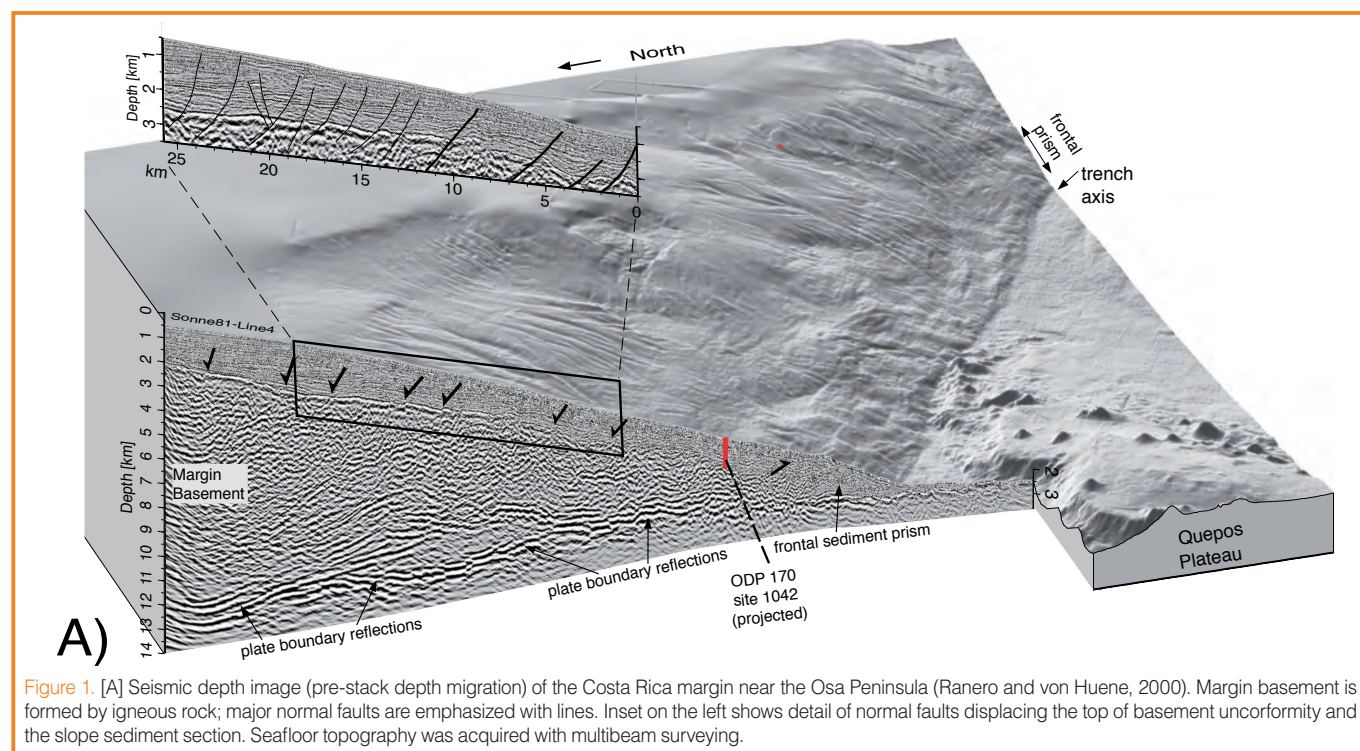 North
Depth [km]
1
2
3
25
20
15
10
5
0
km
frontal
prism
trench
axis
Sonne81-Line4
Depth [km]
0
1
2
3
4
5
6
7
8
9
10
11
12
13
14
Margin
Basement
2
3
Quepos
Plateau
frontal sediment prism
plate boundary reflections
ODP 170
site 1042
(projected)
plate boundary reflections
A)
Figure 1. [A] Seismic depth image (pre-stack depth migration) of the Costa Rica margin near the Osa Peninsula (Ranero and von Huene, 2000). Margin basement is
formed by igneous rock; major normal faults are emphasized with lines. Inset on the left shows detail of normal faults displacing the top of basement uncorformity and
the slope sediment section. Seafloor topography was acquired with multibeam surveying.